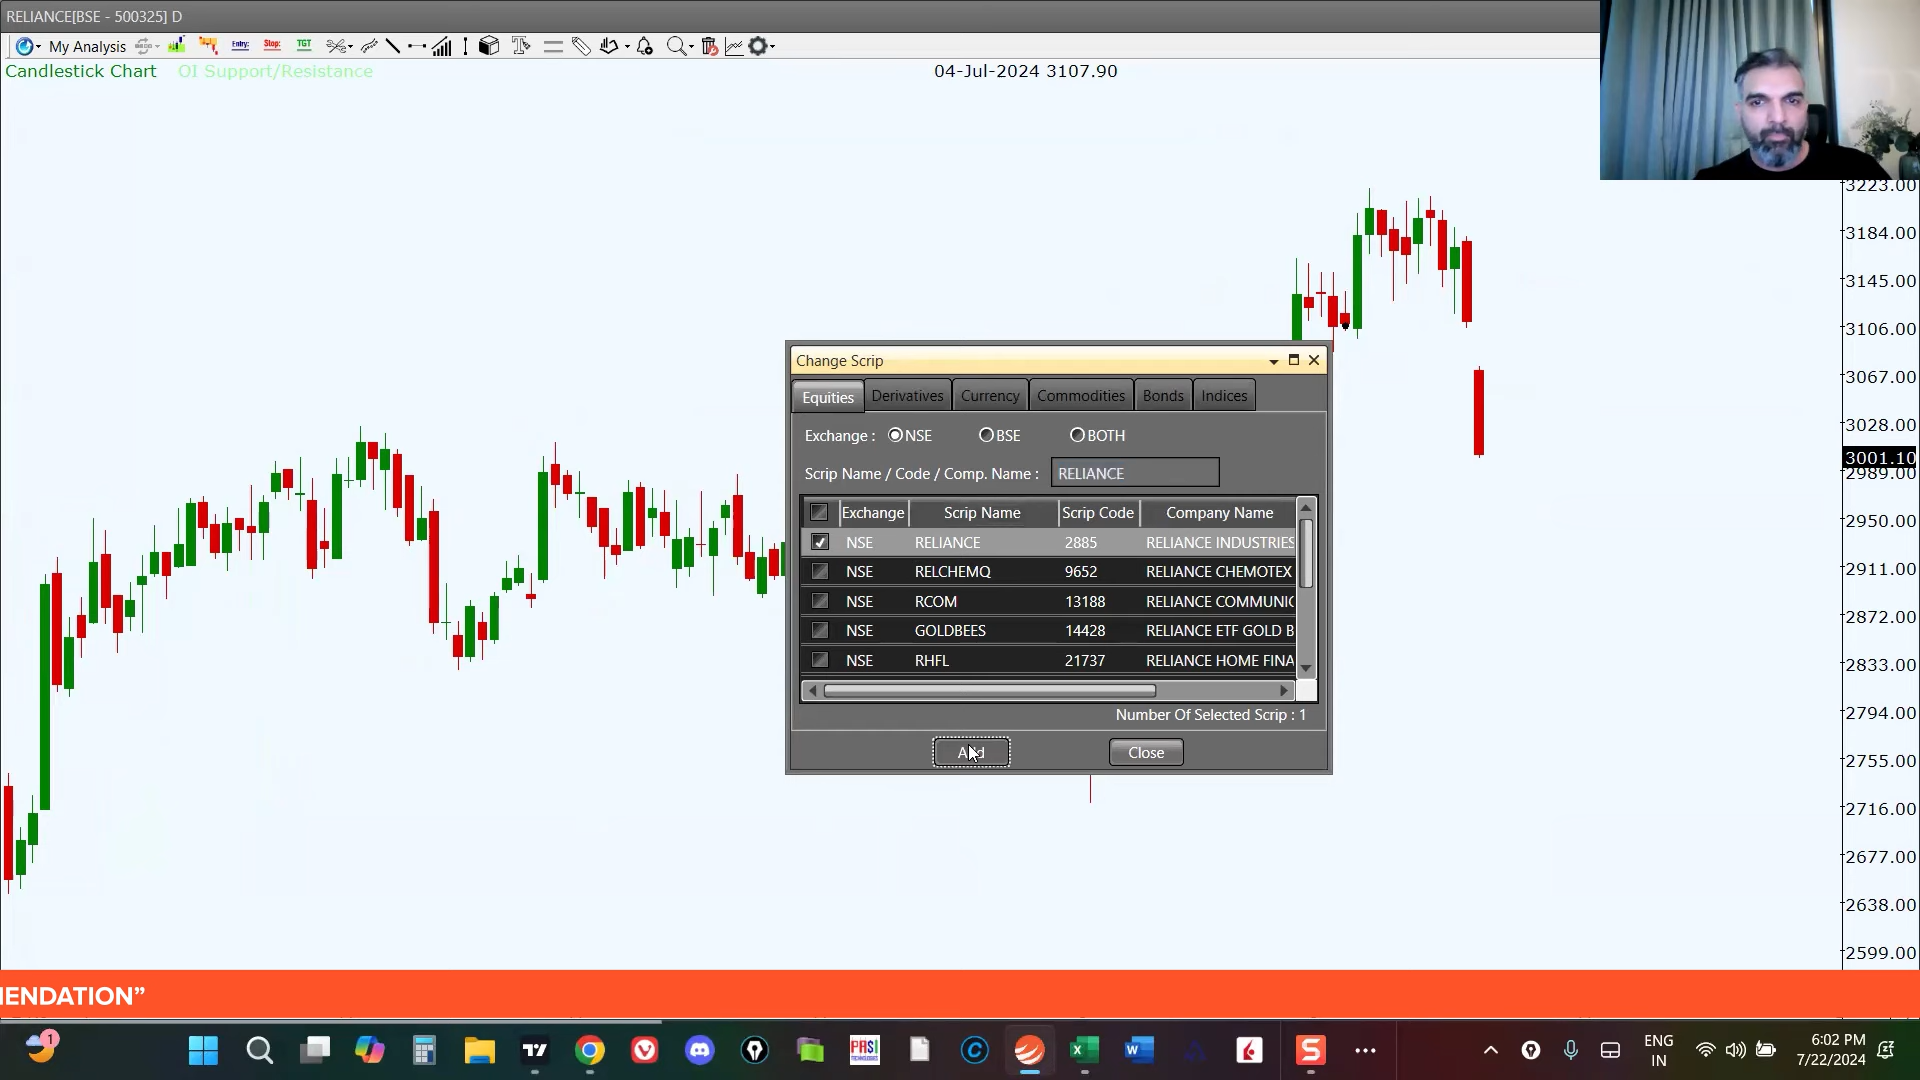 RELIANCE[BSE - 500325] D
My Analysis
Entry:
Stop:
TGT
Candlestick Chart OI Support/Resistance
04-Jul-2024 3107.90
3223.00
3184.00
3145.00
3106.00
3067.00
3028.00
3001.10
2989.00
2950.00
2911.00
2872.00
2833.00
2794.00
2755.00
2716.00
2677.00
2638.00
2599.00
Change Scrip
Equities Derivatives Currency Commodities Bonds Indices
Exchange : NSE BSE BOTH
Scrip Name / Code / Comp. Name : RELIANCE
Exchange Scrip Name Scrip Code Company Name
NSE RELIANCE 2885 RELIANCE INDUSTRIES
NSE RELCHEMQ 9652 RELIANCE CHEMOTEX
NSE RCOM 13188 RELIANCE COMMUNIC
NSE GOLDBEES 14428 RELIANCE ETF GOLD B
NSE RHFL 21737 RELIANCE HOME FINA
Number Of Selected Scrip : 1
Add Close
MENDATION”
1
ENG
IN
6:02 PM
7/22/2024